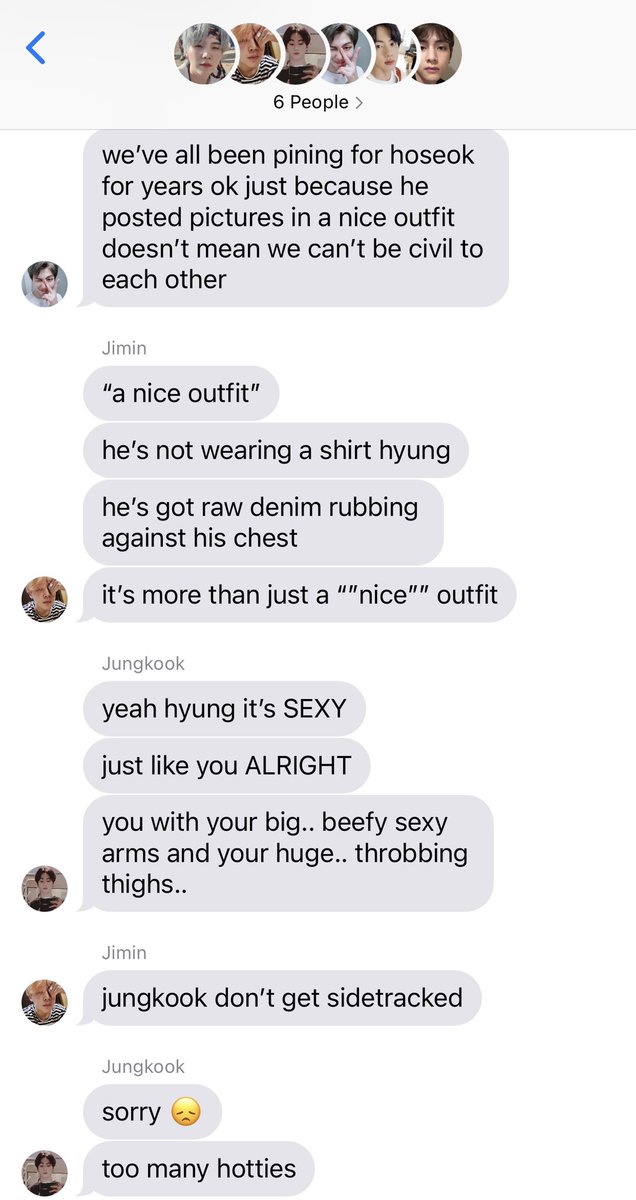 6 People >
we’ve all been pining for hoseok
for years ok just because he
posted pictures in a nice outfit
doesn’t mean we can’t be civil to
each other
Jimin
“a nice outfit”
he’s not wearing a shirt hyung
he’s got raw denim rubbing
against his chest
it’s more than just a “”nice”” outfit
Jungkook
yeah hyung it’s SEXY
just like you ALRIGHT
you with your big.. beefy sexy
arms and your huge.. throbbing
thighs..
Jimin
jungkook don’t get sidetracked
Jungkook
sorry 😞
too many hotties